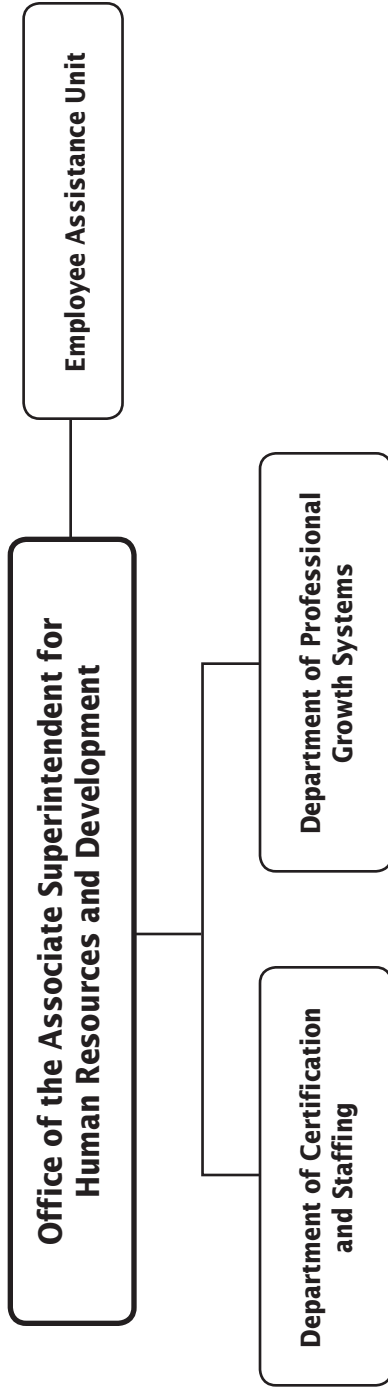 Office of the Associate Superintendent for
Human Resources and Development
Employee Assistance Unit
Department of Certification
and Staffing
Department of Professional
Growth Systems